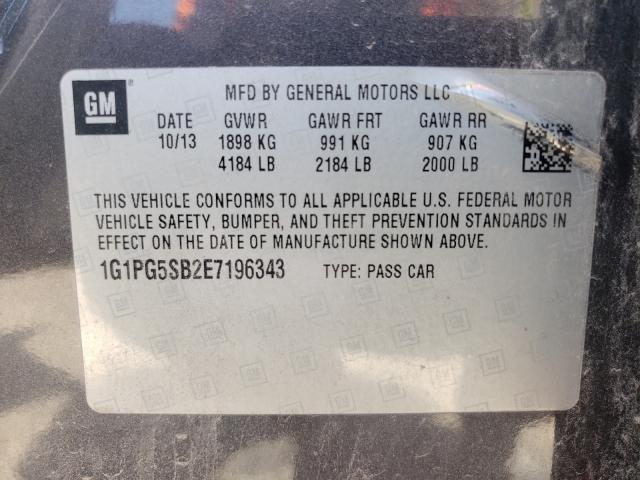 GM
MFD BY GENERAL MOTORS LLC
DATE GVWR GAWR FRT GAWR RR
10/13 1898 KG 991 KG 907 KG
4184 LB 2184 LB 2000 LB
THIS VEHICLE CONFORMS TO ALL APPLICABLE U.S. FEDERAL MOTOR
VEHICLE SAFETY, BUMPER, AND THEFT PREVENTION STANDARDS IN
EFFECT ON THE DATE OF MANUFACTURE SHOWN ABOVE.
1G1PG5SB2E7196343 TYPE: PASS CAR